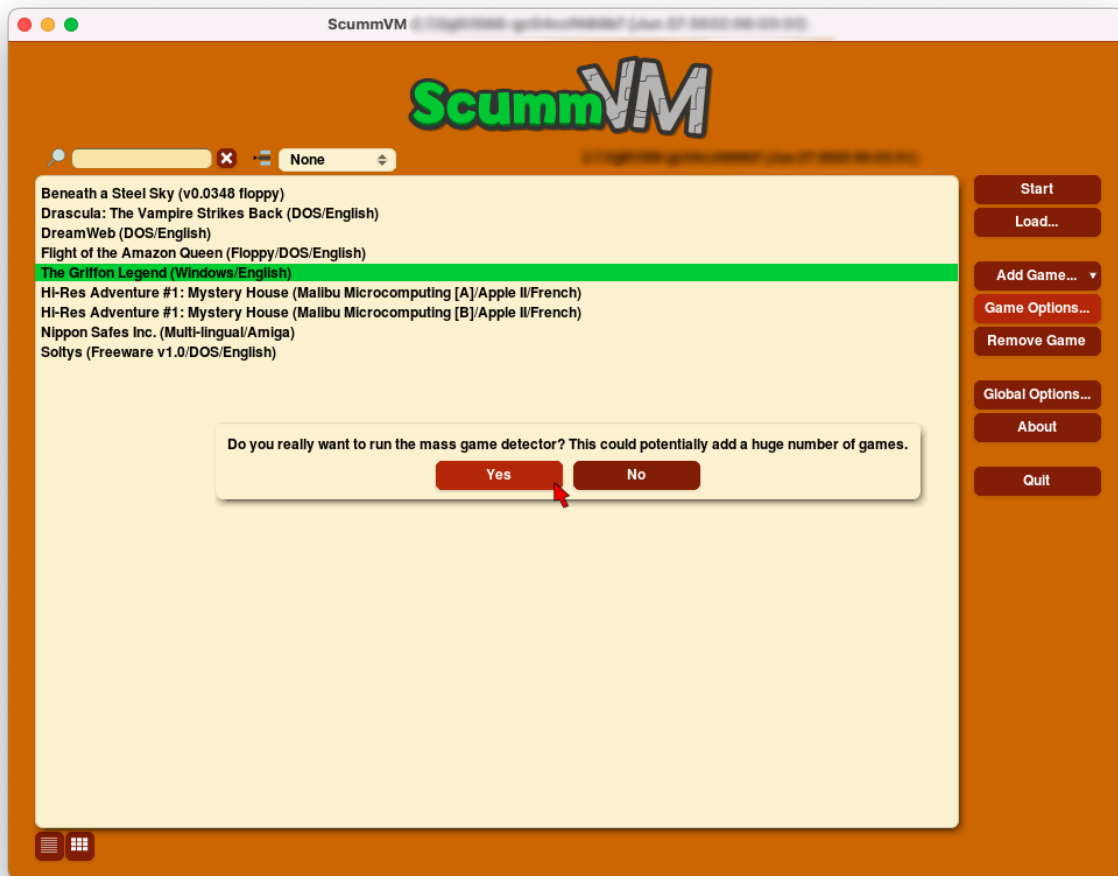 ScummVM
ScummVM
None
Beneath a Steel Sky (v0.0348 floppy)
Drascula: The Vampire Strikes Back (DOS/English)
DreamWeb (DOS/English)
Flight of the Amazon Queen (Floppy/DOS/English)
The Griffon Legend (Windows/English)
Hi-Res Adventure #1: Mystery House (Malibu Microcomputing [A]/Apple II/French)
Hi-Res Adventure #1: Mystery House (Malibu Microcomputing [B]/Apple II/French)
Nippon Safes Inc. (Multi-lingual/Amiga)
Soltys (Freeware v1.0/DOS/English)
Start
Load...
Add Game...
Game Options...
Remove Game
Global Options...
About
Quit
Do you really want to run the mass game detector? This could potentially add a huge number of games.
Yes No